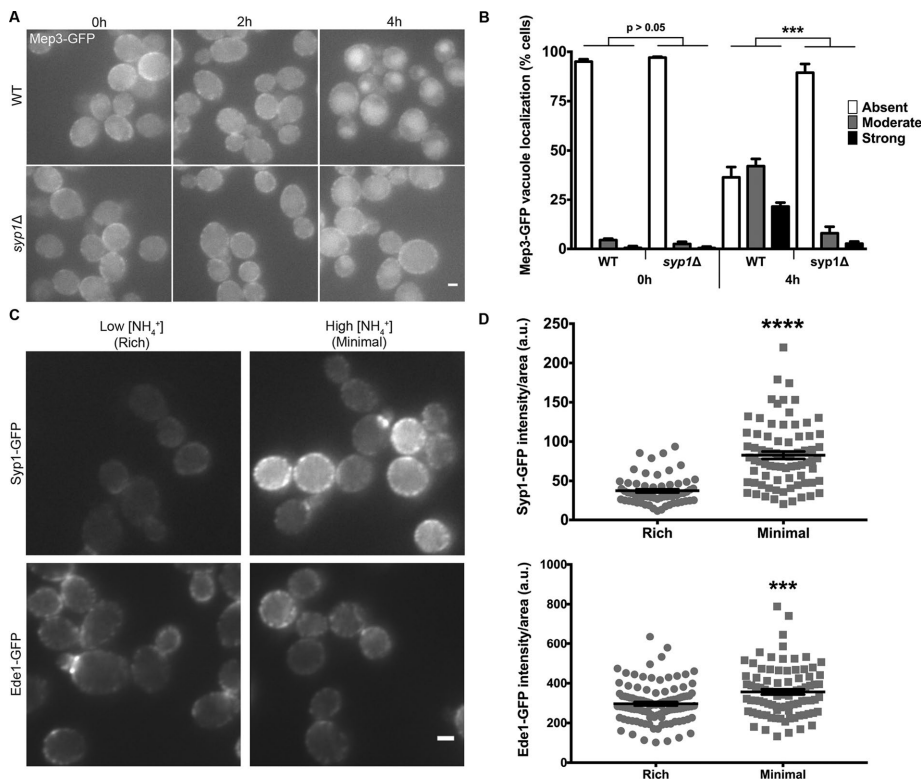 A
0h
2h
4h
Mep3-GFP
WT
syp1Δ
B
Mep3-GFP vacuole localization (% cells)
100
75
50
25
0
p > 0.05
***
Absent
Moderate
Strong
WT
syp1Δ
WT
syp1Δ
0h
4h
C
Low [NH₄⁺]
(Rich)
High [NH₄⁺]
(Minimal)
Syp1-GFP
Ede1-GFP
D
Syp1-GFP intensity/area (a.u.)
250
200
150
100
50
0
****
Rich
Minimal
Ede1-GFP intensity/area (a.u.)
1000
800
600
400
200
0
***
Rich
Minimal